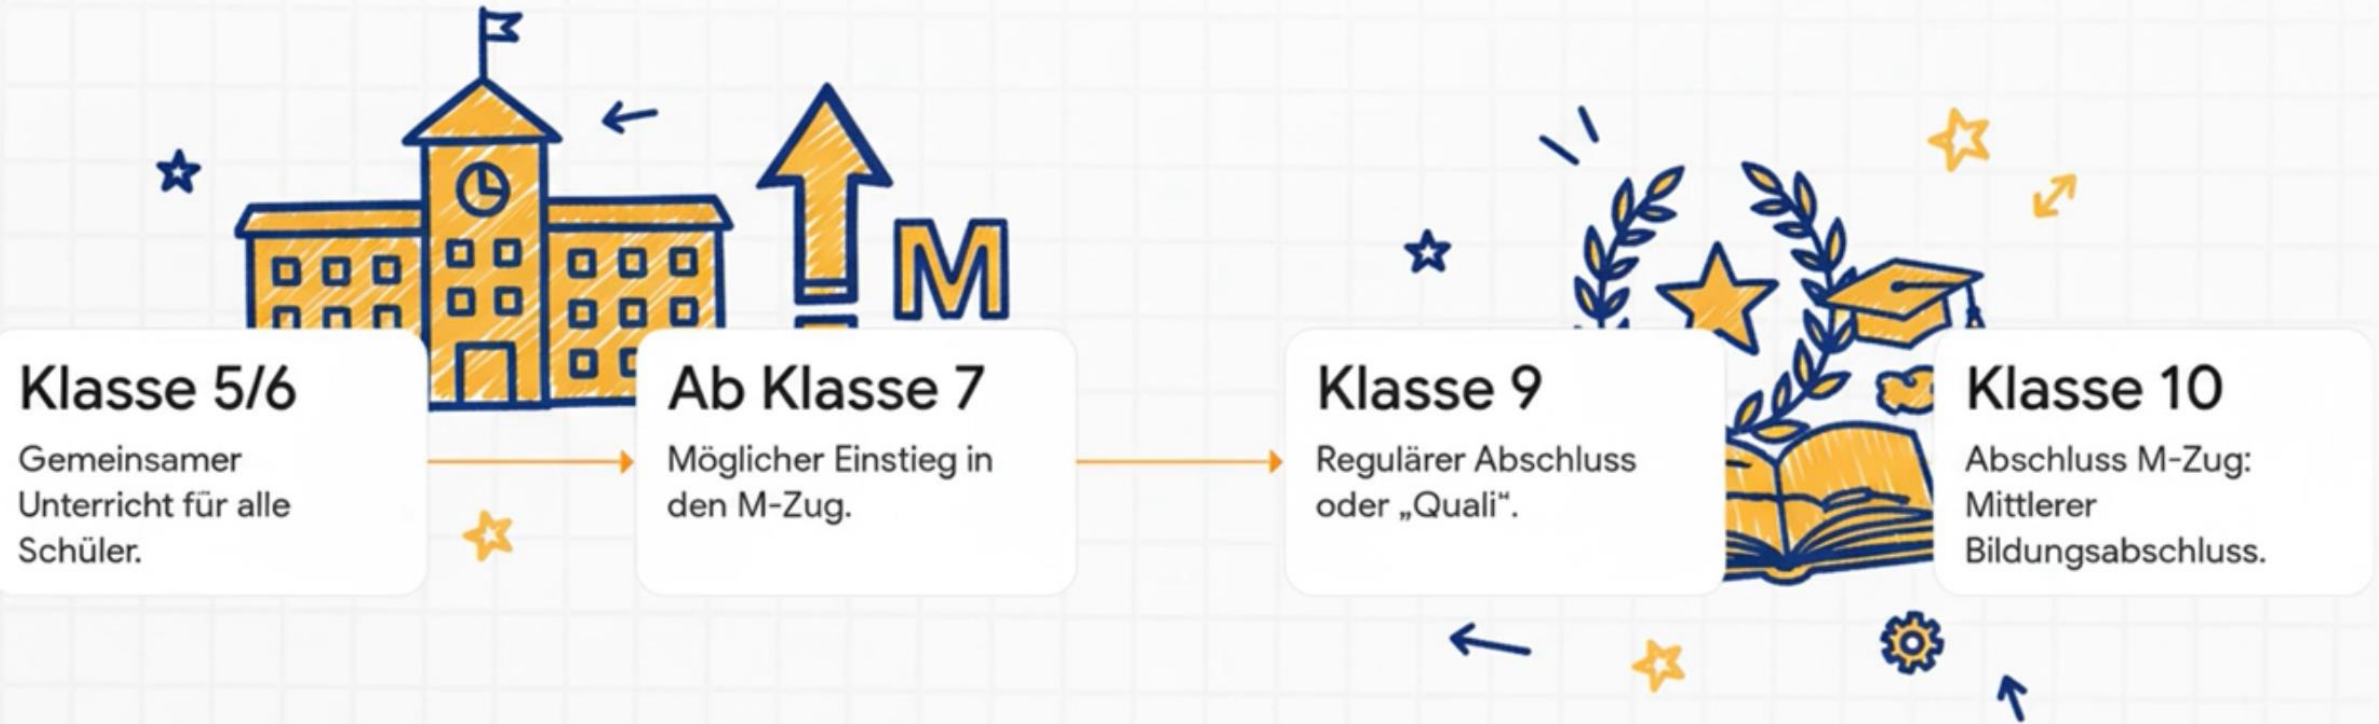 M
Klasse 5/6
Gemeinsamer
Unterricht für alle
Schüler.
Ab Klasse 7
Möglicher Einstieg in
den M-Zug.
Klasse 9
Regulärer Abschluss
oder „Quali“.
Klasse 10
Abschluss M-Zug:
Mittlerer
Bildungsabschluss.